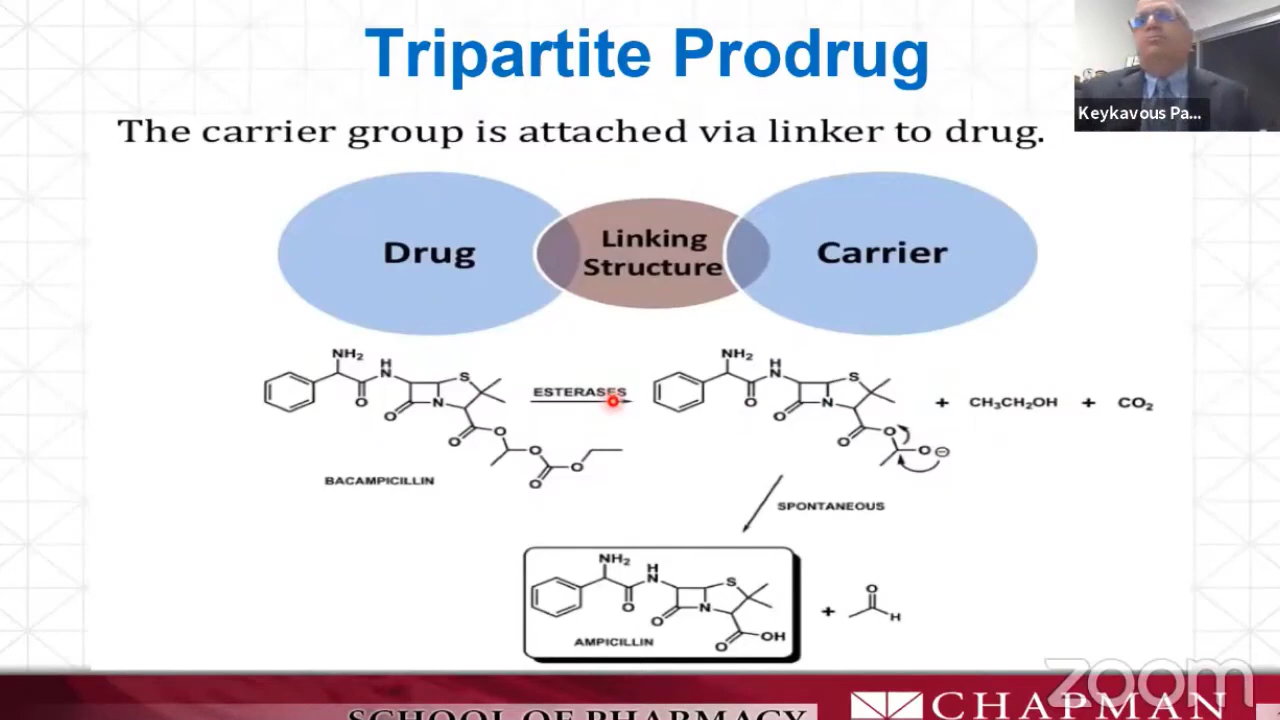 Tripartite Prodrug
Keykavous Pa...
The carrier group is attached via linker to drug.
Drug
Linking
Structure
Carrier
NH₂
H
N
S
O
O
N
O
O
O
O
O
BACAMPICILLIN
ESTERASES
NH₂
H
N
S
O
O
N
O
O
O⊖
+ CH₃CH₂OH + CO₂
SPONTANEOUS
NH₂
H
N
S
O
O
N
O
OH
AMPICILLIN
+
O
H
zoom
SCHOOL OF PHARMACY
CHAPMAN